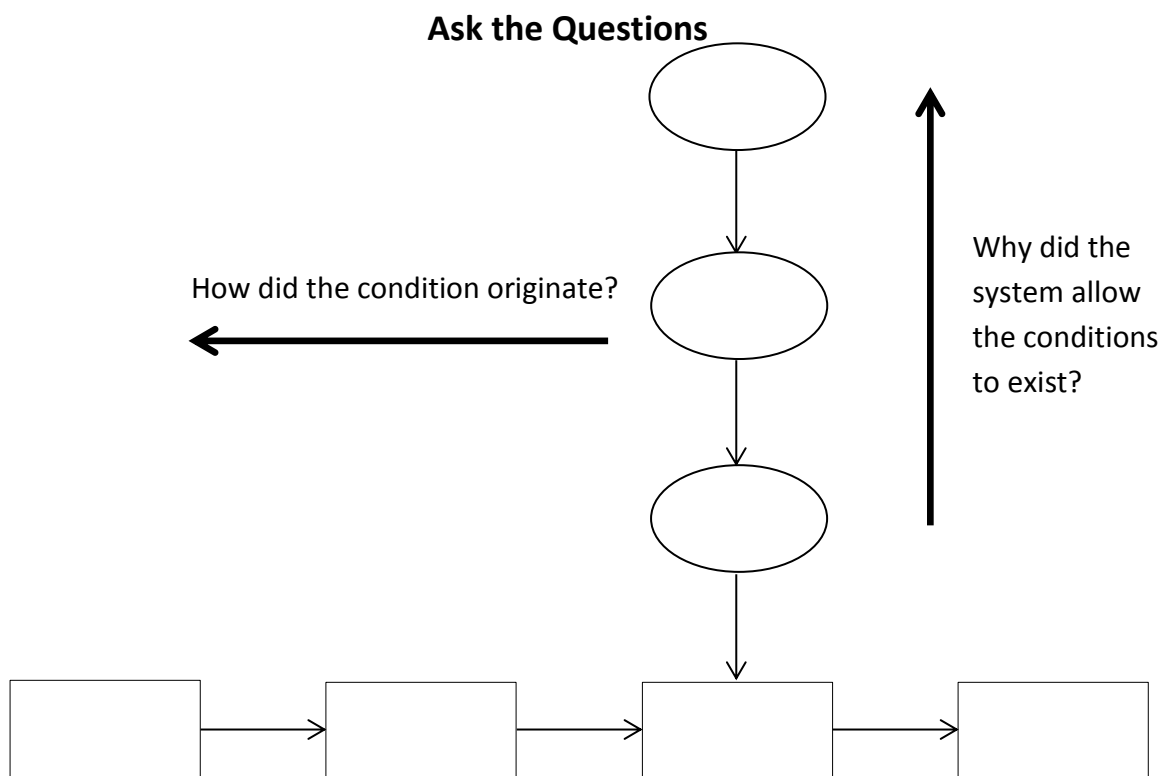 Ask the Questions
How did the condition originate?
Why did the
system allow
the conditions
to exist?